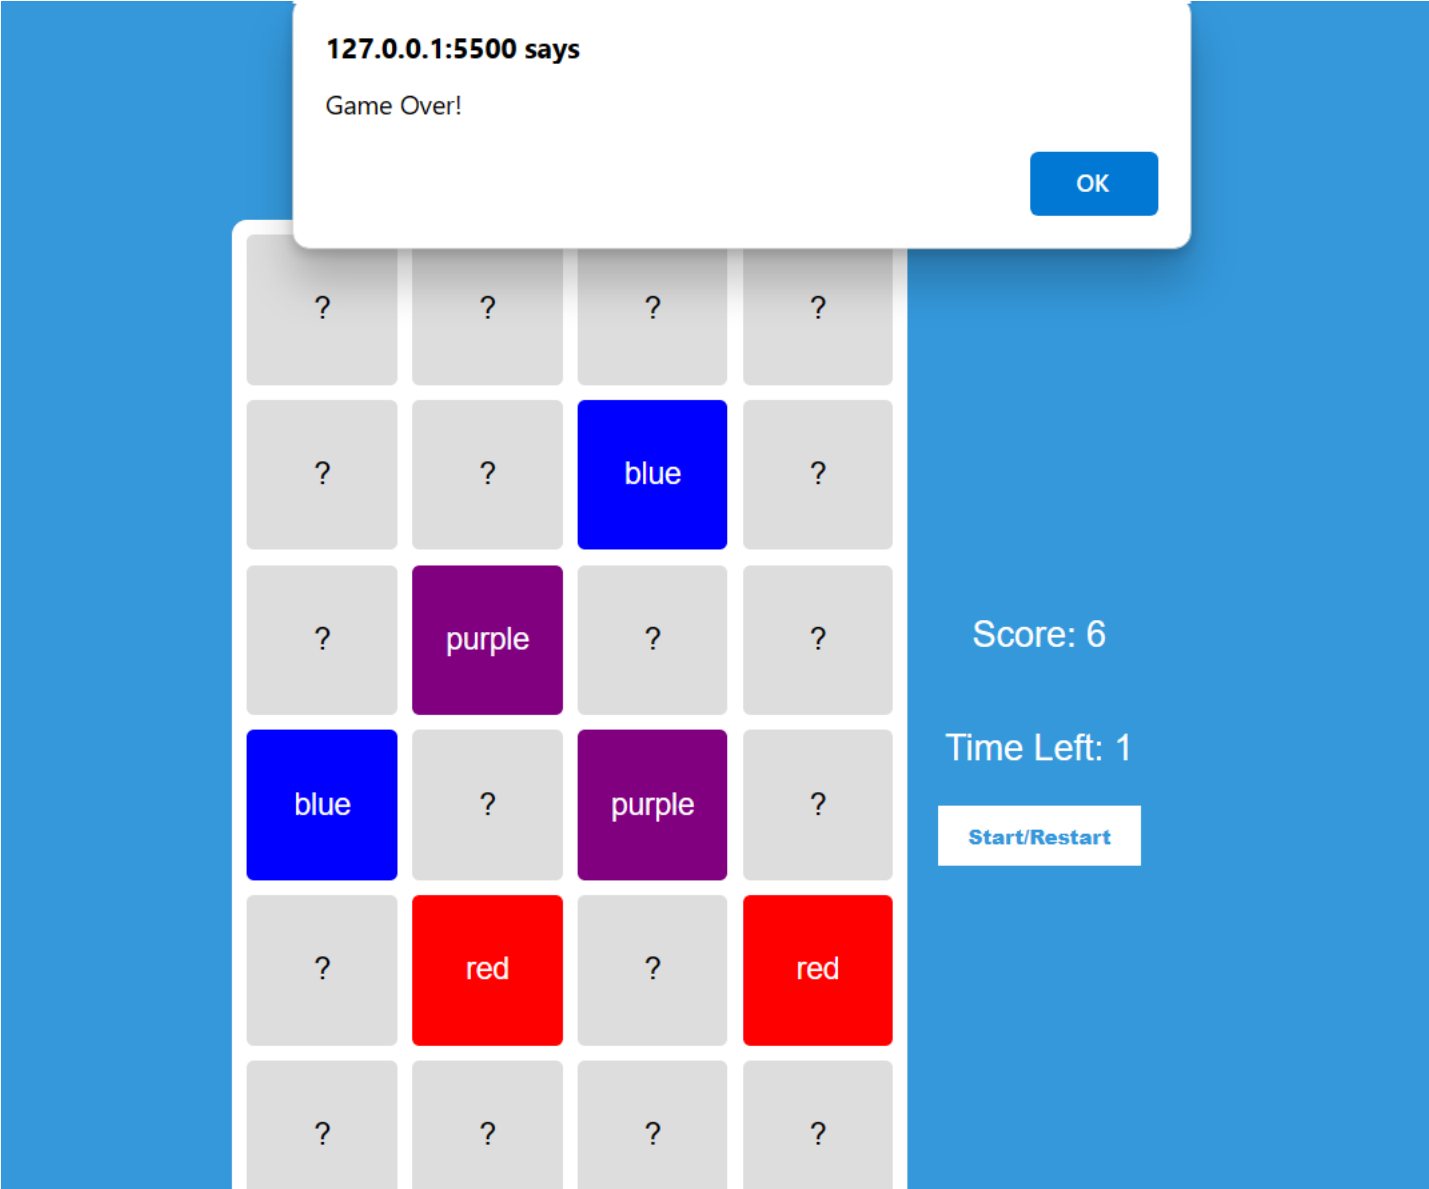 127.0.0.1:5500 says
Game Over!
OK
? ? ? ?
? ? blue ?
? purple ? ?
Score: 6
blue ? purple ?
Time Left: 1
Start/Restart
? red ? red
? ? ? ?